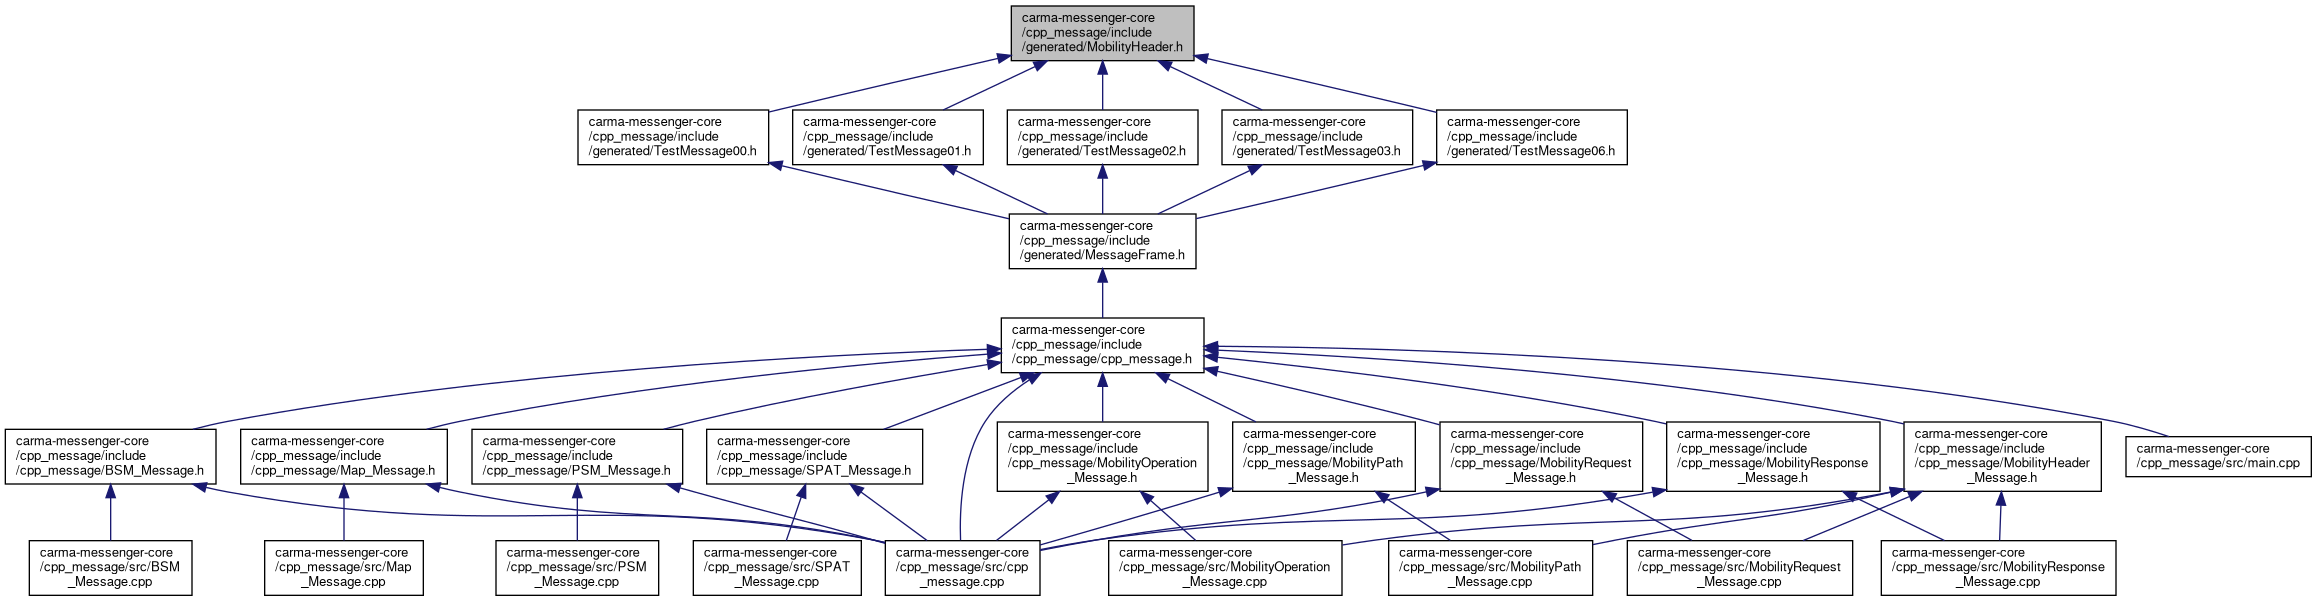 carma-messenger-core
/cpp_message/include
/generated/MobilityHeader.h
carma-messenger-core
/cpp_message/include
/generated/TestMessage00.h
carma-messenger-core
/cpp_message/include
/generated/TestMessage01.h
carma-messenger-core
/cpp_message/include
/generated/TestMessage02.h
carma-messenger-core
/cpp_message/include
/generated/TestMessage03.h
carma-messenger-core
/cpp_message/include
/generated/TestMessage06.h
carma-messenger-core
/cpp_message/include
/generated/MessageFrame.h
carma-messenger-core
/cpp_message/include
/cpp_message/cpp_message.h
carma-messenger-core
/cpp_message/include
/cpp_message/BSM_Message.h
carma-messenger-core
/cpp_message/include
/cpp_message/Map_Message.h
carma-messenger-core
/cpp_message/include
/cpp_message/PSM_Message.h
carma-messenger-core
/cpp_message/include
/cpp_message/SPAT_Message.h
carma-messenger-core
/cpp_message/include
/cpp_message/MobilityOperation
_Message.h
carma-messenger-core
/cpp_message/include
/cpp_message/MobilityPath
_Message.h
carma-messenger-core
/cpp_message/include
/cpp_message/MobilityRequest
_Message.h
carma-messenger-core
/cpp_message/include
/cpp_message/MobilityResponse
_Message.h
carma-messenger-core
/cpp_message/include
/cpp_message/MobilityHeader
_Message.h
carma-messenger-core
/cpp_message/src/main.cpp
carma-messenger-core
/cpp_message/src/BSM
_Message.cpp
carma-messenger-core
/cpp_message/src/Map
_Message.cpp
carma-messenger-core
/cpp_message/src/PSM
_Message.cpp
carma-messenger-core
/cpp_message/src/SPAT
_Message.cpp
carma-messenger-core
/cpp_message/src/cpp
_message.cpp
carma-messenger-core
/cpp_message/src/MobilityOperation
_Message.cpp
carma-messenger-core
/cpp_message/src/MobilityPath
_Message.cpp
carma-messenger-core
/cpp_message/src/MobilityRequest
_Message.cpp
carma-messenger-core
/cpp_message/src/MobilityResponse
_Message.cpp